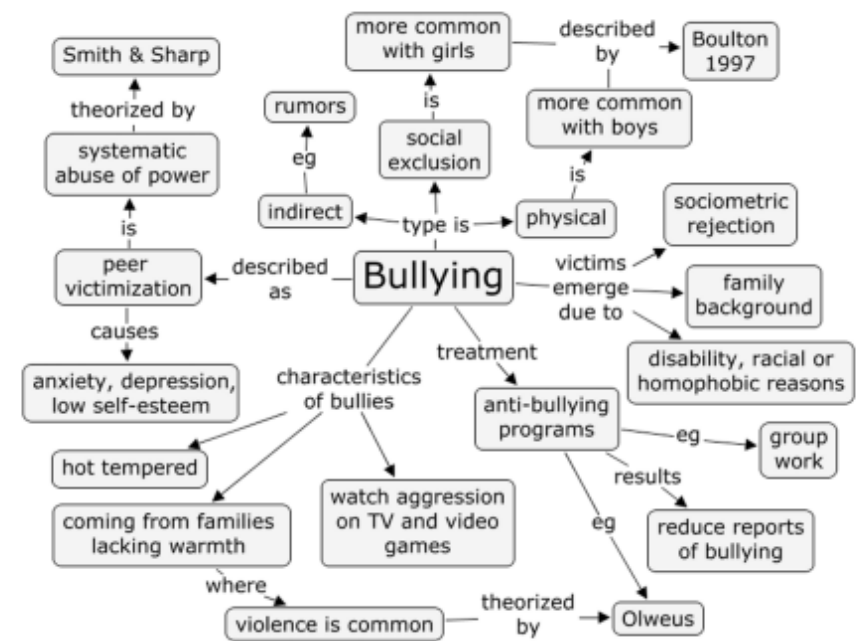 more common
with girls
described
by
Boulton
1997
Smith & Sharp
theorized by
rumors
is
more common
with boys
systematic
abuse of power
eg
social
exclusion
is
sociometric
rejection
indirect
type is
physical
is
peer
victimization
described
as
Bullying
victims
emerge
due to
family
background
causes
disability, racial or
homophobic reasons
anxiety, depression,
low self-esteem
characteristics
of bullies
treatment
anti-bullying
programs
eg
group
work
hot tempered
results
coming from families
lacking warmth
watch aggression
on TV and video
games
eg
reduce reports
of bullying
where
violence is common
theorized
by
Olweus